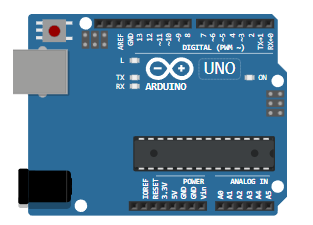 AREF
GND
13
12
~11
~10
~9
8
7
~6
~5
~4
~3
2
TX→1
RX←0
DIGITAL (PWM ~)
L
TX
RX
ARDUINO
UNO
ON
POWER
ANALOG IN
IOREF
RESET
3.3V
5V
GND
GND
Vin
A0
A1
A2
A3
A4
A5